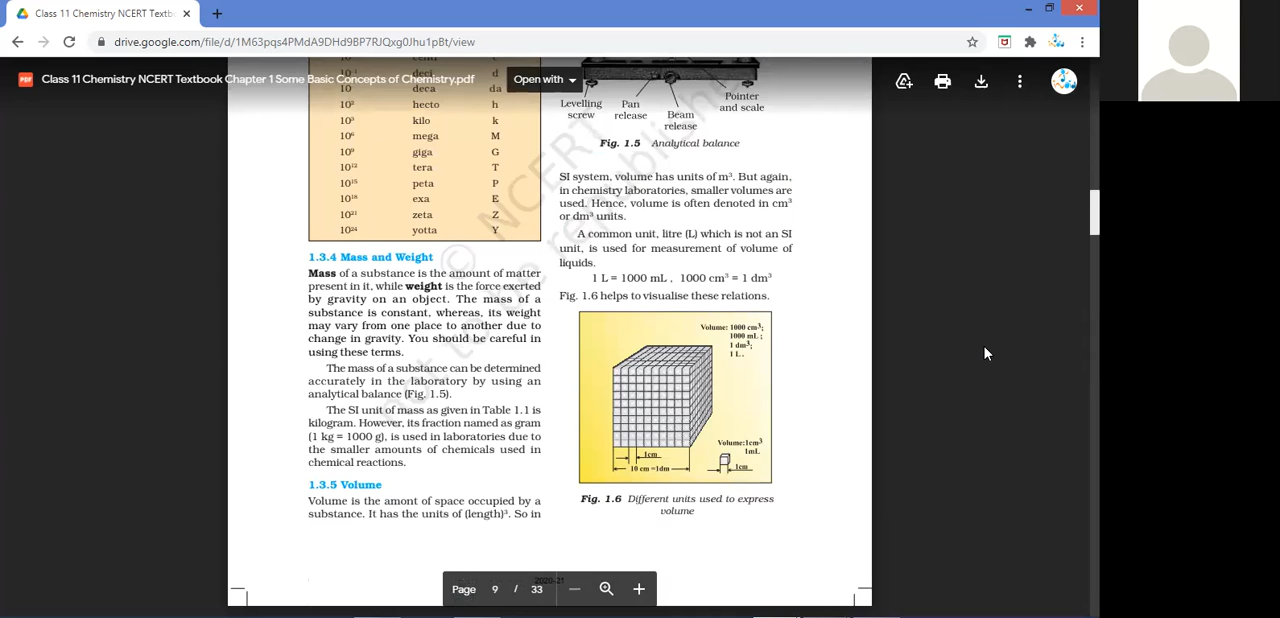 Class 11 Chemistry NCERT Textb
drive.google.com/file/d/1M63pqs4PMdA9DHd9BP7RJQxg0Jhu1pBt/view
PDF
Class 11 Chemistry NCERT Textbook Chapter 1 Some Basic Concepts of Chemistry.pdf
Open with
deci d
10 deca da
10² hecto h
10³ kilo k
10⁶ mega M
10⁹ giga G
10¹² tera T
10¹⁵ peta P
10¹⁸ exa E
10²¹ zeta Z
10²⁴ yotta Y
1.3.4 Mass and Weight
Mass of a substance is the amount of matter
present in it, while weight is the force exerted
by gravity on an object. The mass of a
substance is constant, whereas, its weight
may vary from one place to another due to
change in gravity. You should be careful in
using these terms.
The mass of a substance can be determined
accurately in the laboratory by using an
analytical balance (Fig. 1.5).
The SI unit of mass as given in Table 1.1 is
kilogram. However, its fraction named as gram
(1 kg = 1000 g), is used in laboratories due to
the smaller amounts of chemicals used in
chemical reactions.
1.3.5 Volume
Volume is the amont of space occupied by a
substance. It has the units of (length)³. So in
Levelling
screw
Pan
release
Beam
release
Pointer
and scale
Fig. 1.5 Analytical balance
SI system, volume has units of m³. But again,
in chemistry laboratories, smaller volumes are
used. Hence, volume is often denoted in cm³
or dm³ units.
A common unit, litre (L) which is not an SI
unit, is used for measurement of volume of
liquids.
1 L = 1000 mL , 1000 cm³ = 1 dm³
Fig. 1.6 helps to visualise these relations.
Volume: 1000 cm³;
1000 mL ;
1 dm³;
1 L .
Volume:1cm³
1mL
1cm
10 cm =1dm
1cm
Fig. 1.6 Different units used to express
volume
© NCERT
not to be republished
2020-21
Page 9 / 33